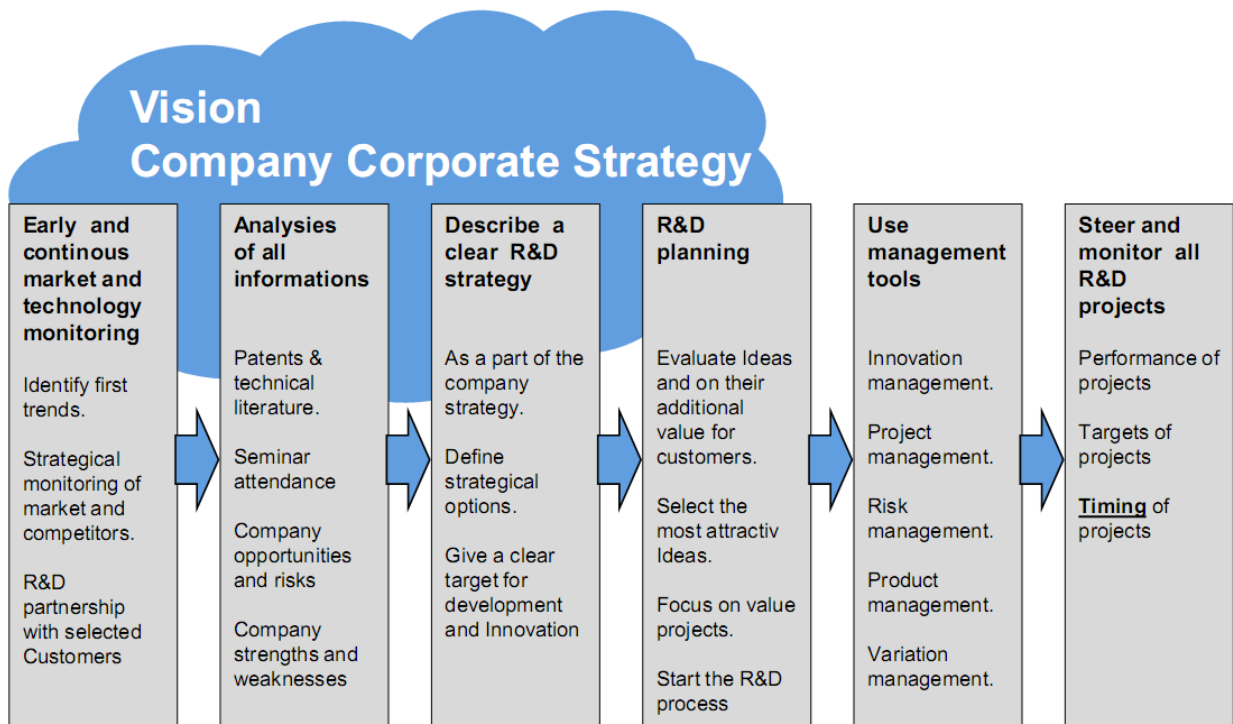 Vision
Company Corporate Strategy
Early and
continous
market and
technology
monitoring
Identify first
trends.
Strategical
monitoring of
market and
competitors.
R&D
partnership
with selected
Customers
Analysies
of all
informations
Patents &
technical
literature.
Seminar
attendance
Company
opportunities
and risks
Company
strengths and
weaknesses
Describe a
clear R&D
strategy
As a part of the
company
strategy.
Define
strategical
options.
Give a clear
target for
development
and Innovation
R&D
planning
Evaluate Ideas
and on their
additional
value for
customers.
Select the
most attractiv
Ideas.
Focus on value
projects.
Start the R&D
process
Use
management
tools
Innovation
management.
Project
management.
Risk
management.
Product
management.
Variation
management.
Steer and
monitor all
R&D
projects
Performance of
projects
Targets of
projects
Timing of
projects